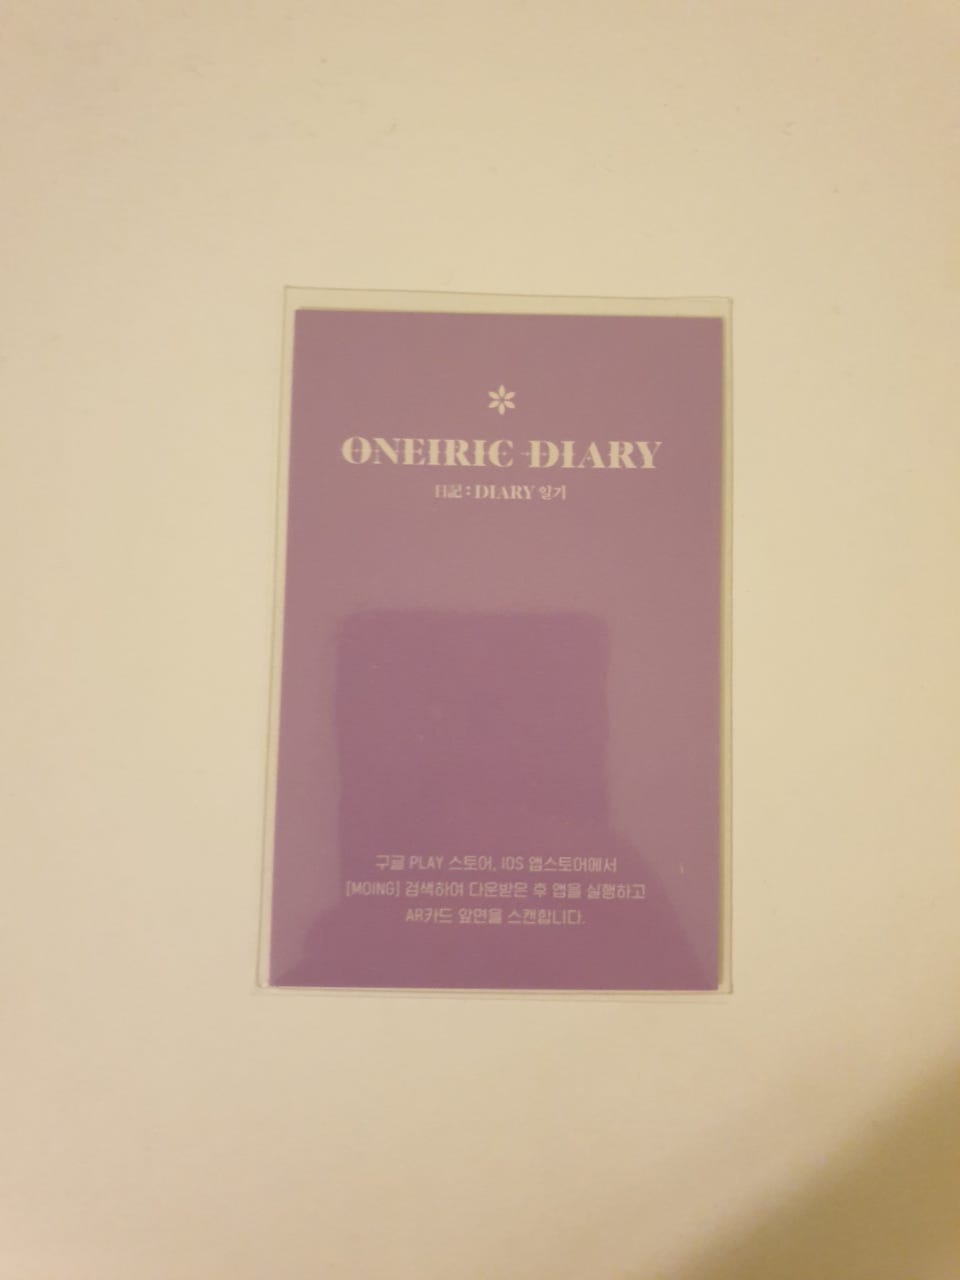 ONEIRIC DIARY
日記 : DIARY 일기
구글 PLAY 스토어, IOS 앱스토어에서
[MOING] 검색하여 다운받은 후 앱을 실행하고
AR카드 앞면을 스캔합니다.